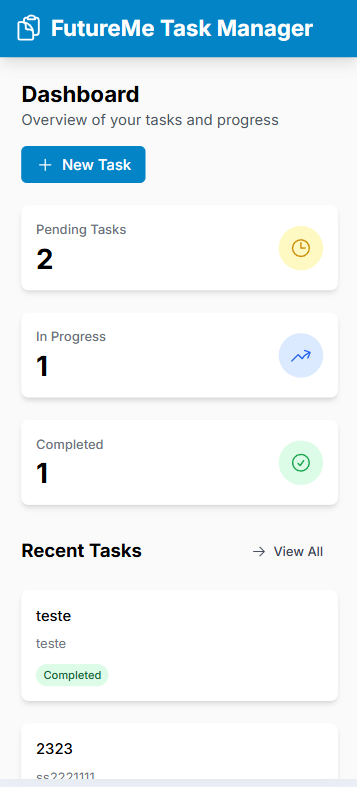 FutureMe Task Manager
Dashboard
Overview of your tasks and progress
New Task
Pending Tasks
2
In Progress
1
Completed
1
Recent Tasks
View All
teste
teste
Completed
2323
ss2221111